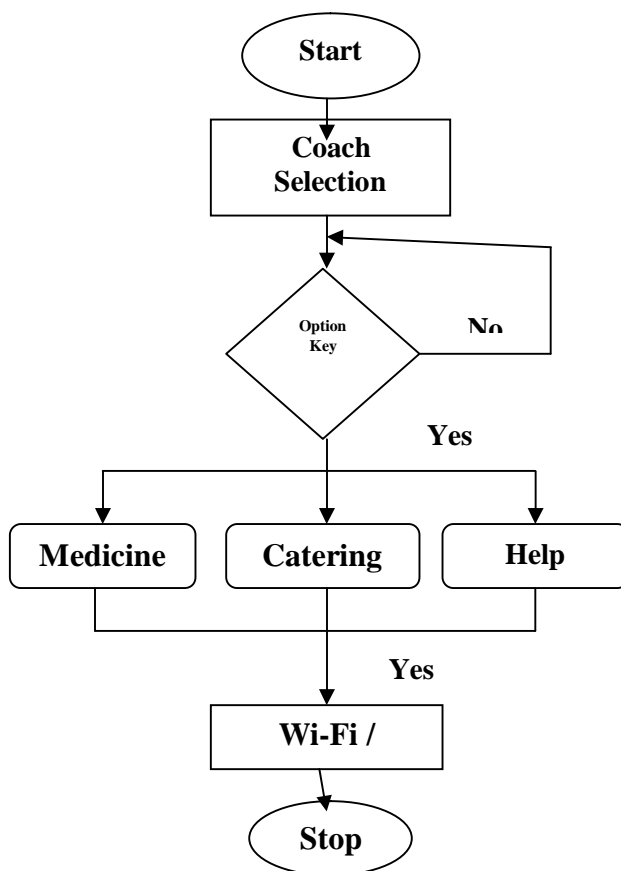 Start
Coach
Selection
Option
Key
No
Yes
Medicine
Catering
Help
Yes
Wi-Fi /
Stop